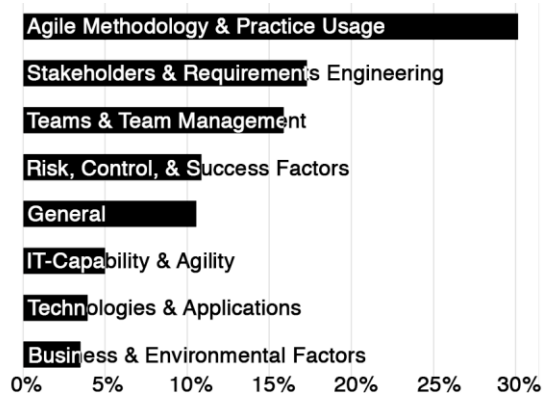 Agile Methodology & Practice Usage
Stakeholders & Requirements Engineering
Teams & Team Management
Risk, Control, & Success Factors
General
IT-Capability & Agility
Technologies & Applications
Business & Environmental Factors
0% 5% 10% 15% 20% 25% 30%